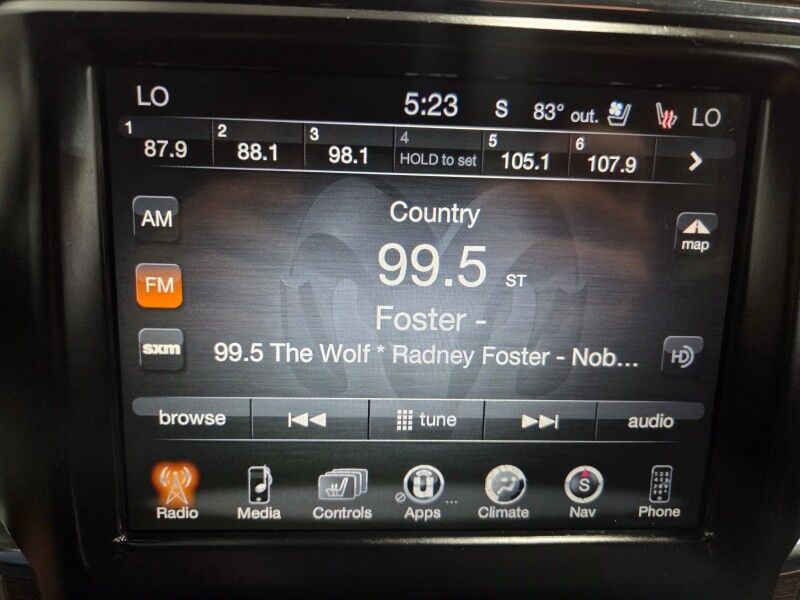 LO 5:23 S 83° out. LO
1 87.9 2 88.1 3 98.1 4 HOLD to set 5 105.1 6 107.9
AM
Country
map
99.5 ST
FM
Foster -
sxm
99.5 The Wolf * Radney Foster - Nob...
HD
browse tune audio
Radio Media Controls Apps Climate Nav Phone